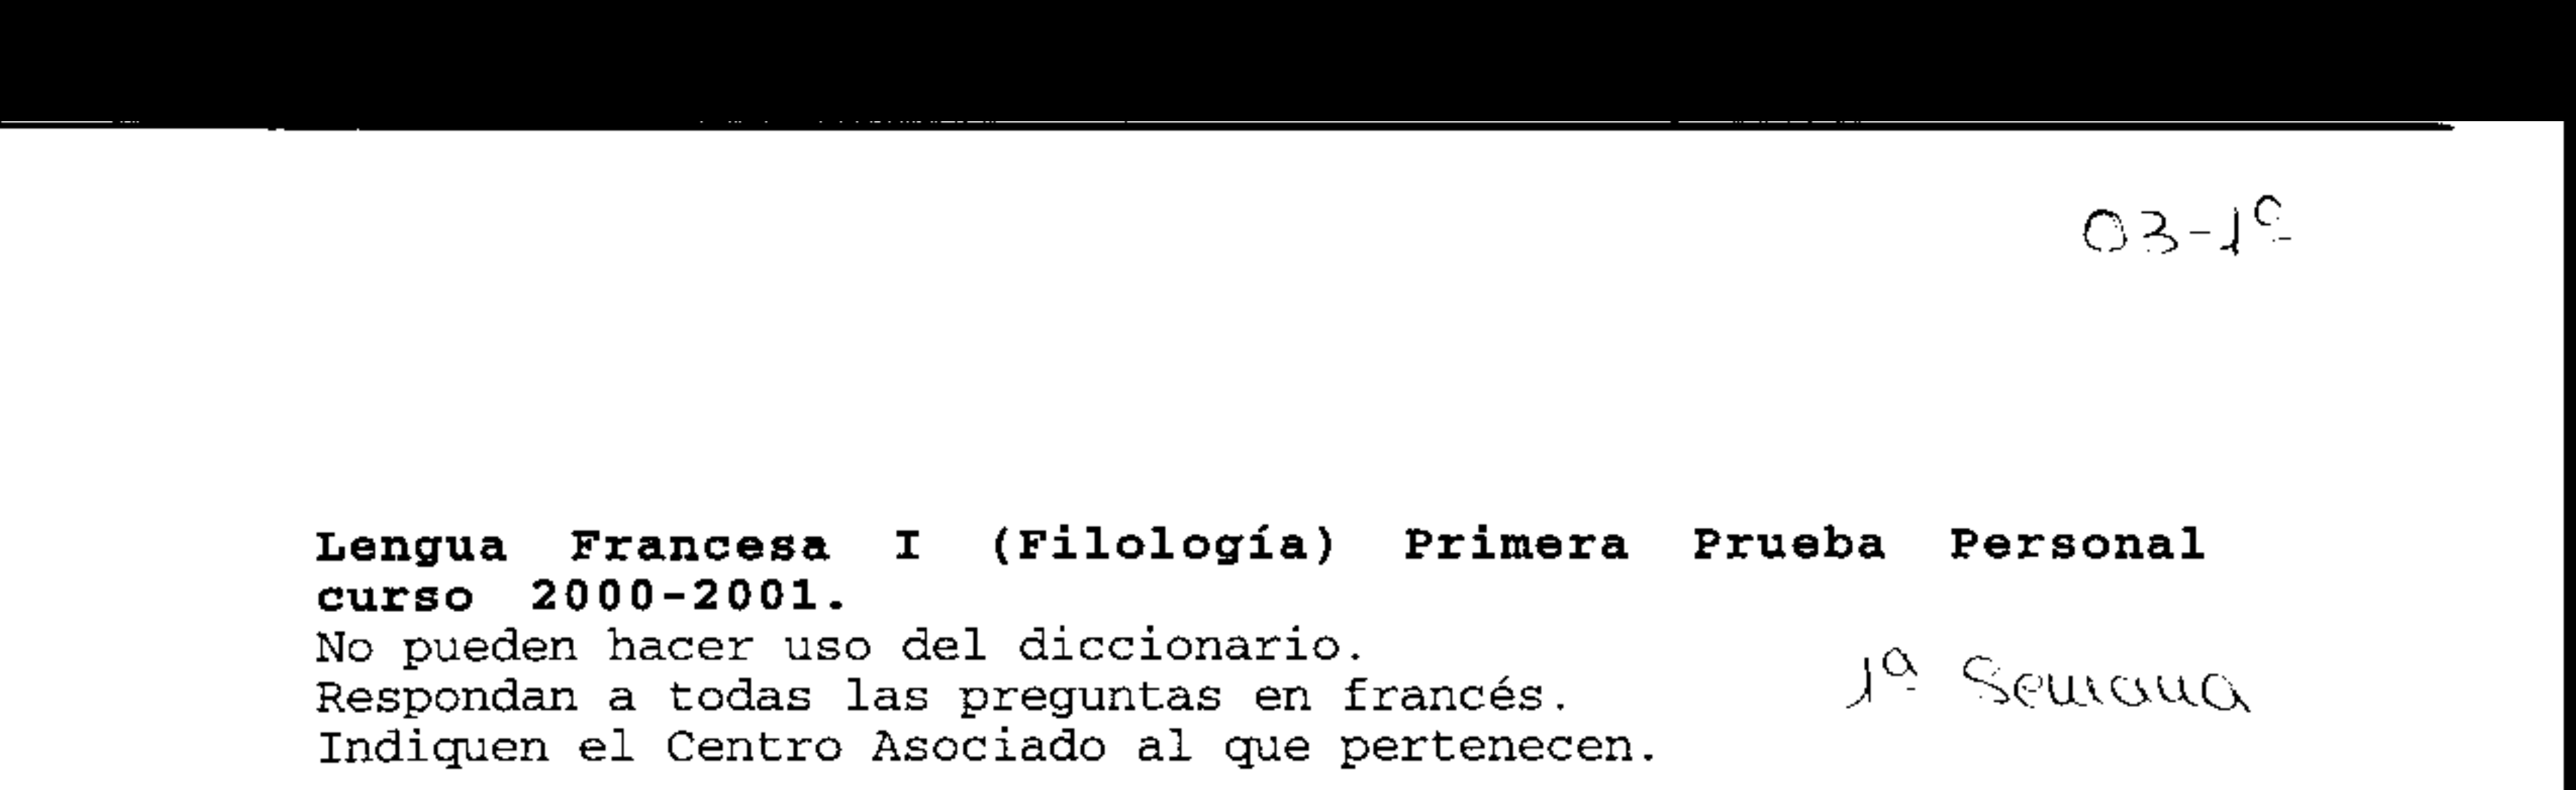 03-1º
Lengua Francesa I (Filología) Primera Prueba Personal
curso 2000-2001.
No pueden hacer uso del diccionario.
Respondan a todas las preguntas en francés.
1ª Semana
Indiquen el Centro Asociado al que pertenecen.